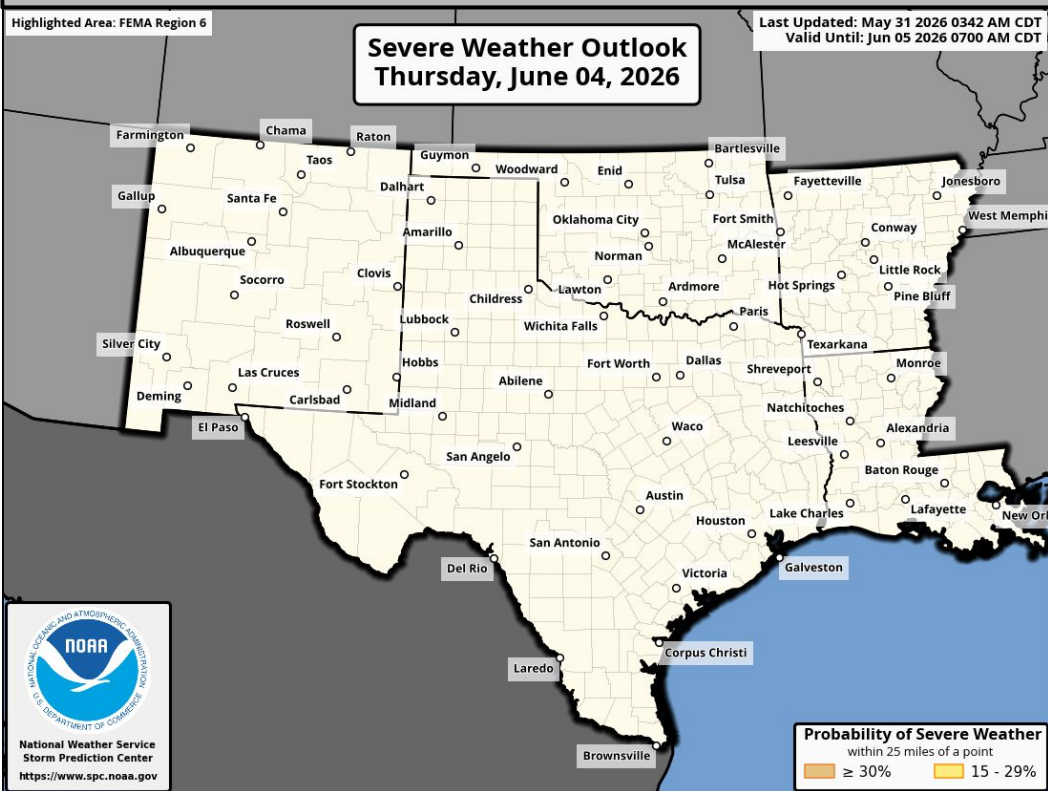 Highlighted Area: FEMA Region 6
Last Updated: May 31 2026 0342 AM CDT
Valid Until: Jun 05 2026 0700 AM CDT
Severe Weather Outlook
Thursday, June 04, 2026
Farmington
Chama
Raton
Taos
Guymon
Woodward
Enid
Bartlesville
Tulsa
Fayetteville
Jonesboro
Gallup
Santa Fe
Dalhart
Albuquerque
Amarillo
Oklahoma City
Fort Smith
West Memphi
Norman
McAlester
Conway
Socorro
Clovis
Childress
Lawton
Ardmore
Hot Springs
Little Rock
Pine Bluff
Roswell
Lubbock
Wichita Falls
Paris
Texarkana
Silver City
Las Cruces
Hobbs
Fort Worth
Dallas
Shreveport
Monroe
Deming
Carlsbad
Midland
Abilene
Natchitoches
El Paso
San Angelo
Waco
Leesville
Alexandria
Fort Stockton
Baton Rouge
Austin
Houston
Lake Charles
Lafayette
New Orl
Del Rio
San Antonio
Galveston
Victoria
Laredo
Corpus Christi
Brownsville
NATIONAL OCEANIC AND ATMOSPHERIC ADMINISTRATION
NOAA
U.S. DEPARTMENT OF COMMERCE
National Weather Service
Storm Prediction Center
https://www.spc.noaa.gov
Probability of Severe Weather
within 25 miles of a point
≥ 30%
15 - 29%